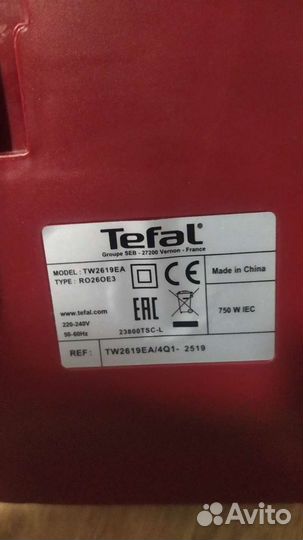 Tefal
Groupe SEB - 27200 Vernon - France
MODEL: TW2619EA
TYPE: RO26OE3
CE
Made in China
www.tefal.com
220-240V
50-60Hz
EAC
23800TSC-L
750 W IEC
REF: TW2619EA/4Q1- 2519
Avito